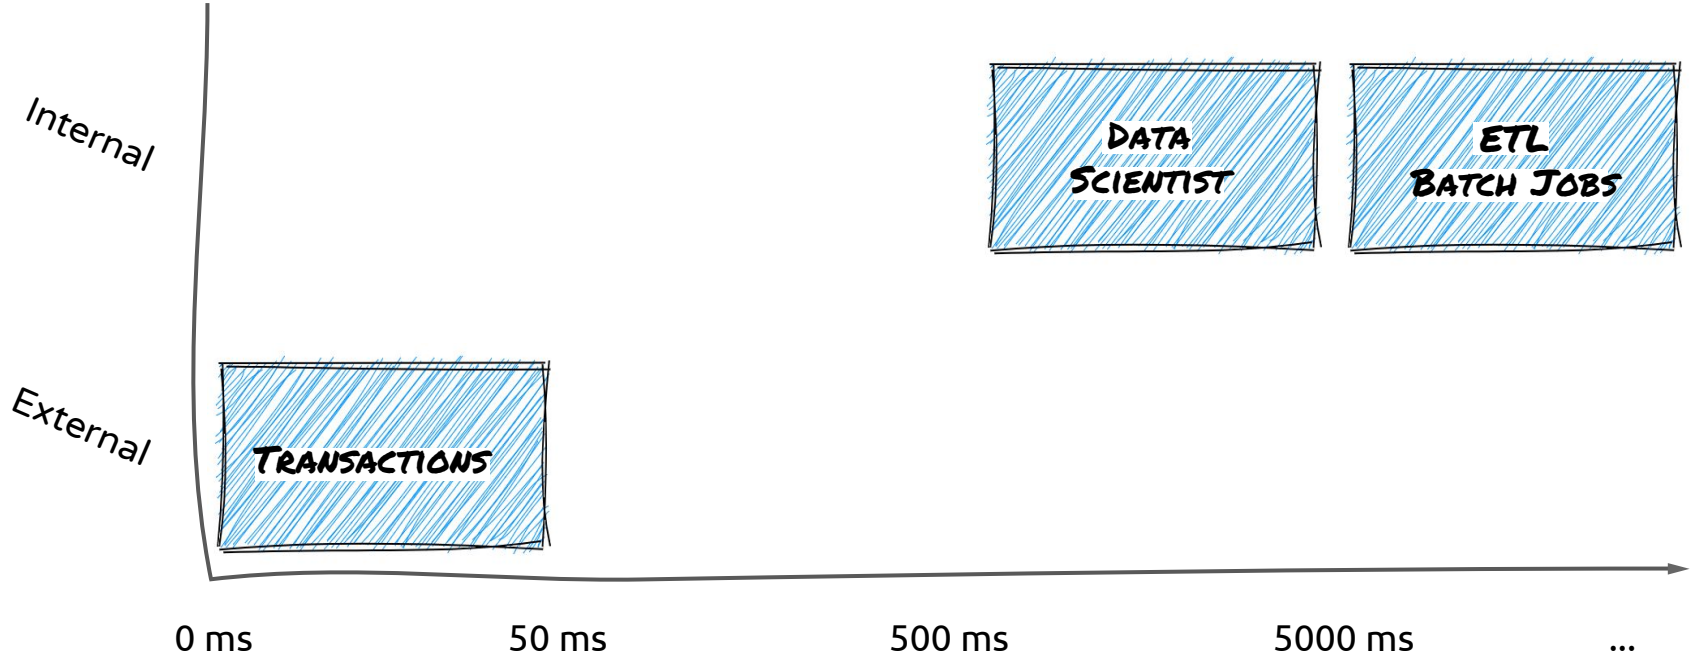 Internal
DATA
SCIENTIST
ETL
BATCH JOBS
External
TRANSACTIONS
0 ms
50 ms
500 ms
5000 ms
...